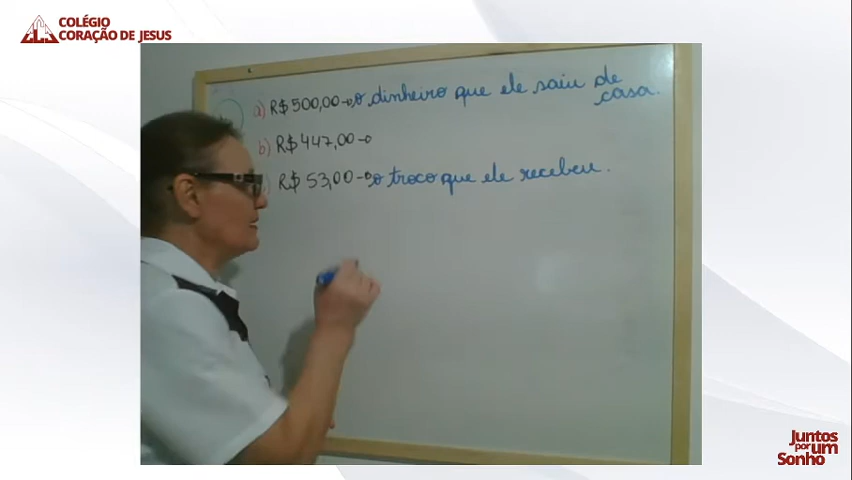 COLÉGIO
CORAÇÃO DE JESUS
a) R$ 500,00 → o dinheiro que ele saiu de
casa.
b) R$ 447,00 →
) R$ 53,00 → o troco que ele recebeu.
Juntos
por um
Sonho